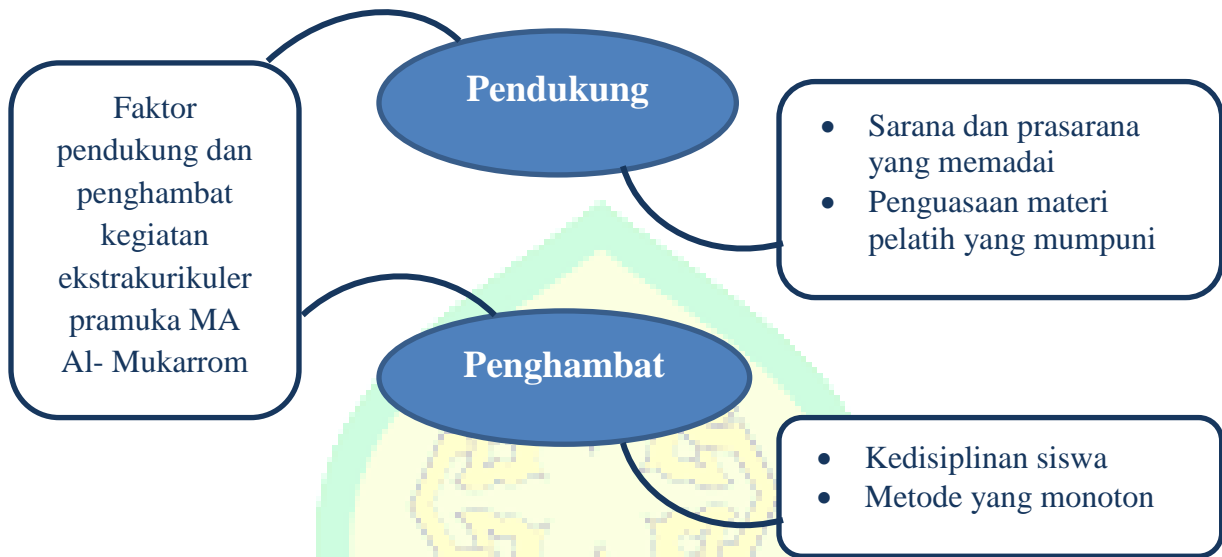 Faktor
pendukung dan
penghambat
kegiatan
ekstrakurikuler
pramuka MA
Al- Mukarrom
Pendukung
• Sarana dan prasarana
yang memadai
• Penguasaan materi
pelatih yang mumpuni
Penghambat
• Kedisiplinan siswa
• Metode yang monoton